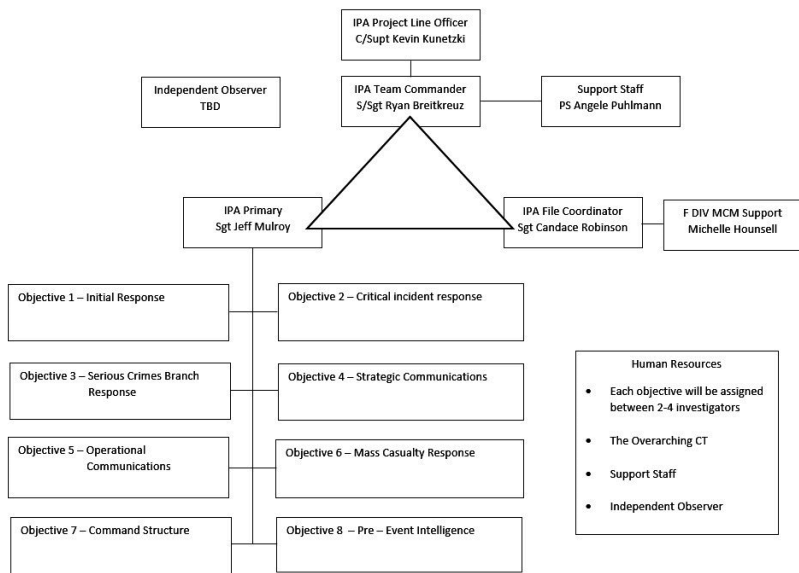 IPA Project Line Officer
C/Supt Kevin Kunetzki
Independent Observer
TBD
IPA Team Commander
S/Sgt Ryan Breitkreuz
Support Staff
PS Angele Puhlmann
IPA Primary
Sgt Jeff Mulroy
IPA File Coordinator
Sgt Candace Robinson
F DIV MCM Support
Michelle Hounsell
Objective 1 – Initial Response
Objective 2 – Critical incident response
Objective 3 – Serious Crimes Branch
Response
Objective 4 – Strategic Communications
Objective 5 – Operational
Communications
Objective 6 – Mass Casualty Response
Objective 7 – Command Structure
Objective 8 – Pre – Event Intelligence
Human Resources
• Each objective will be assigned
between 2-4 investigators
• The Overarching CT
• Support Staff
• Independent Observer